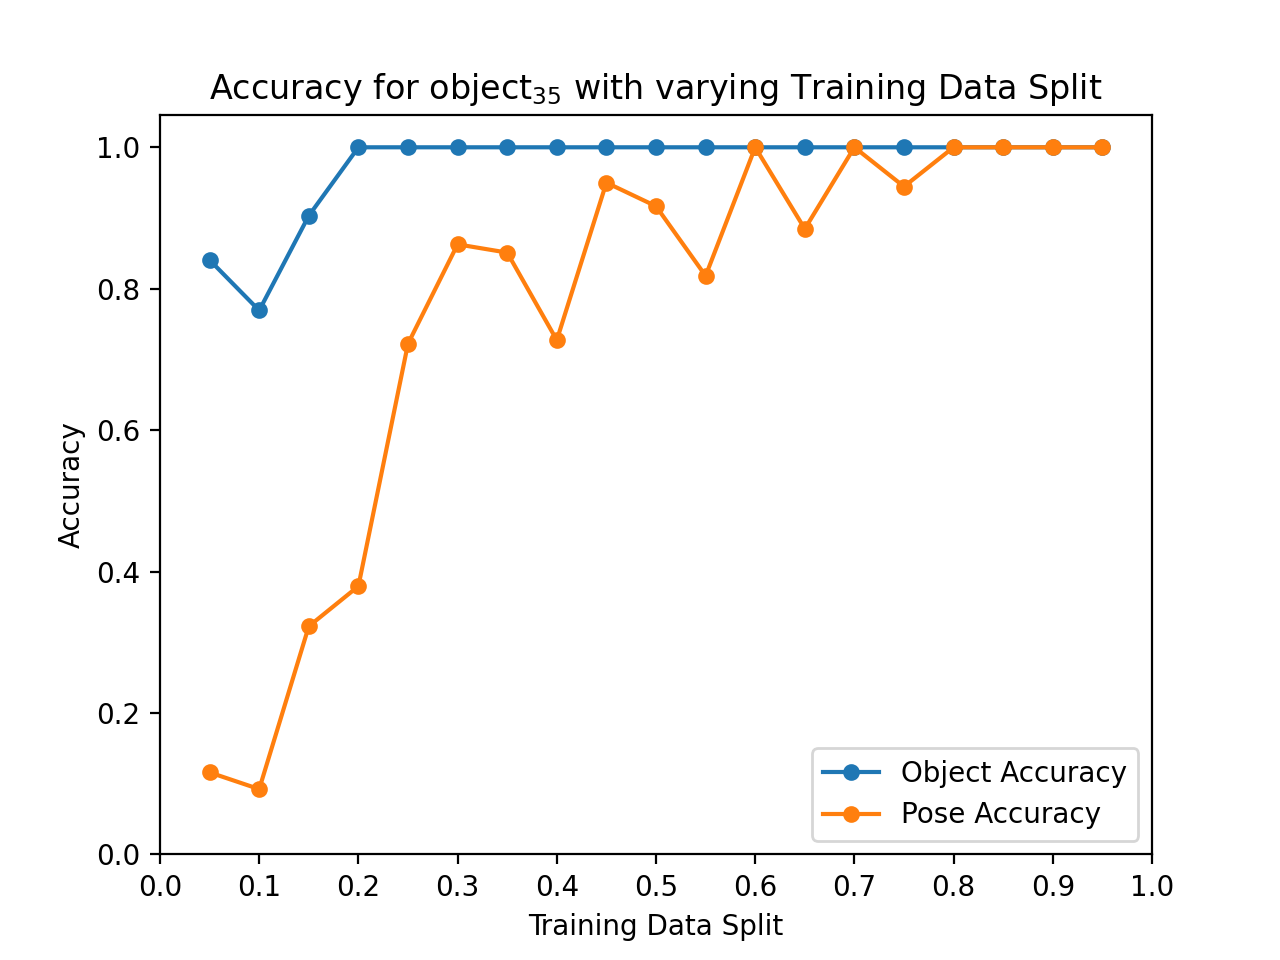 Accuracy for object₃₅ with varying Training Data Split
1.0
0.8
0.6
0.4
0.2
0.0
Accuracy
0.0 0.1 0.2 0.3 0.4 0.5 0.6 0.7 0.8 0.9 1.0
Training Data Split
Object Accuracy
Pose Accuracy